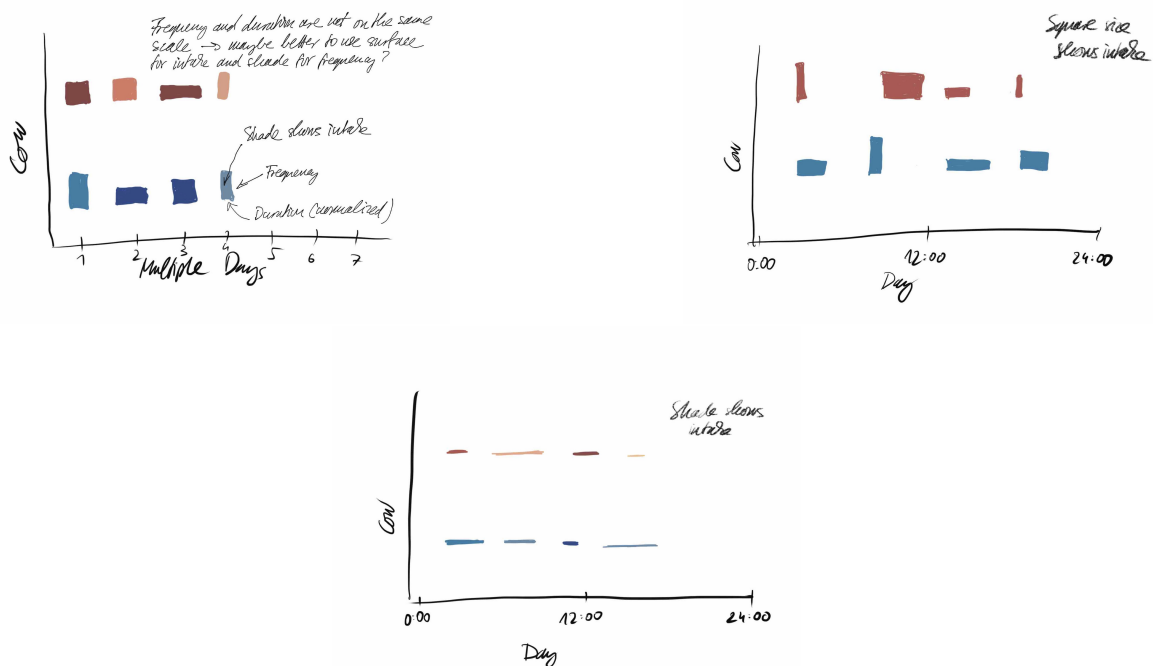 Frequency and duration are not on the same
scale → maybe better to use surface
for intake and shade for frequency?
Cow
Shade shows intake
Frequency
Duration (normalized)
1 2 3 4 5 6 7
Multiple Days
Square size
shows intake
Cow
0:00 12:00 24:00
Day
Shade shows
intake
Cow
0:00 12:00 24:00
Day